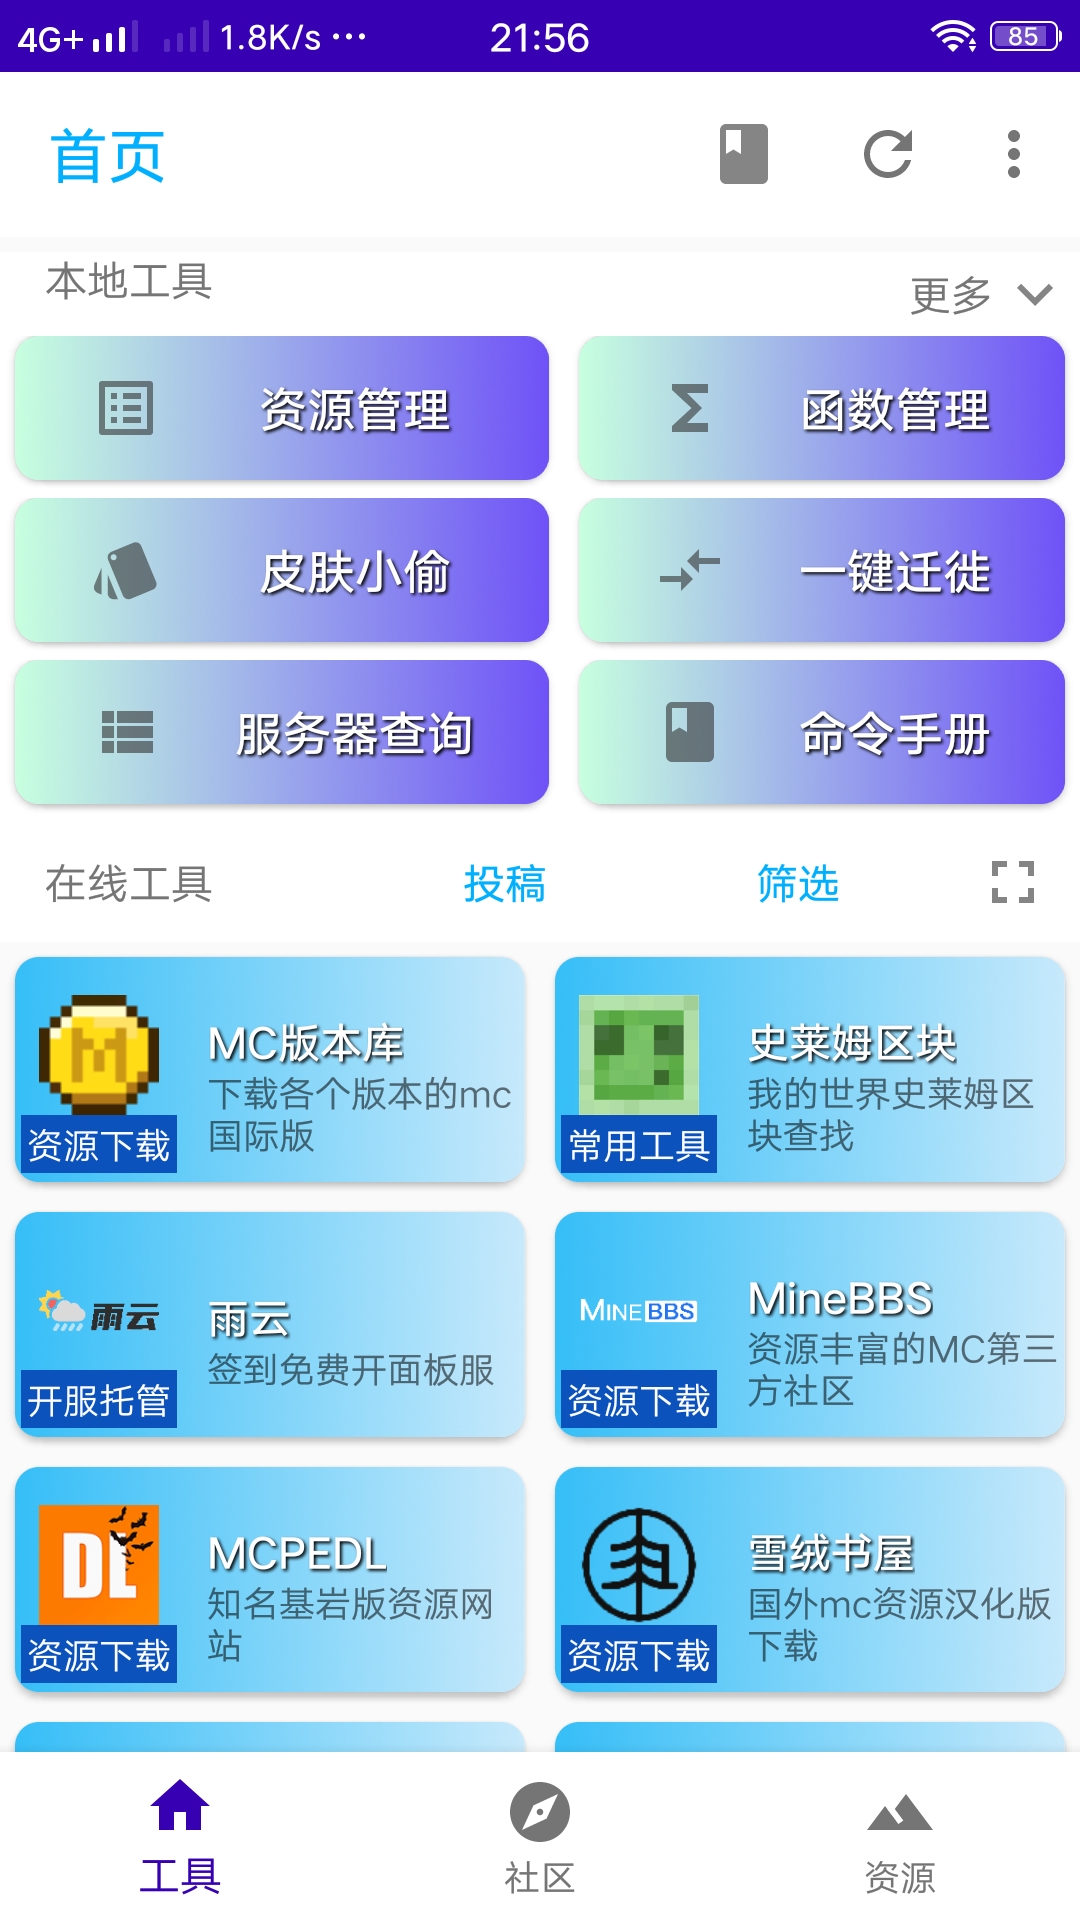 4G+ 1.8K/s ··· 21:56 85
首页
本地工具
更多
资源管理 函数管理
皮肤小偷 一键迁徙
服务器查询 命令手册
在线工具 投稿 筛选
MC版本库
下载各个版本的mc
国际版
资源下载
史莱姆区块
我的世界史莱姆区
块查找
常用工具
雨云
雨云
签到免费开面板服
开服托管
MINEBBS
MineBBS
资源丰富的MC第三
方社区
资源下载
DL
MCPEDL
知名基岩版资源网
站
资源下载
雪绒书屋
国外mc资源汉化版
下载
资源下载
工具 社区 资源